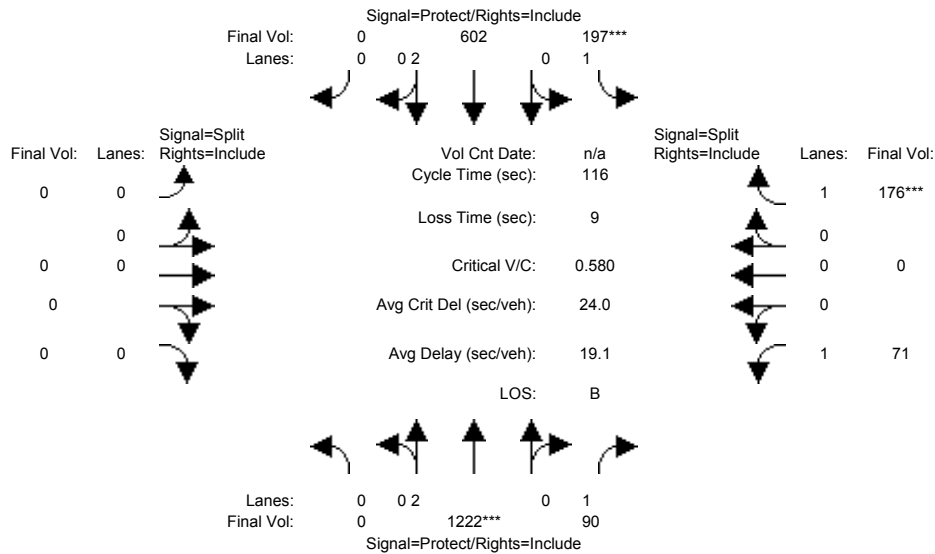 Signal=Protect/Rights=Include
Final Vol: 0 602 197***
Lanes: 0 0 2 0 1
Signal=Split
Final Vol: Lanes: Rights=Include
Vol Cnt Date: n/a
Signal=Split
Rights=Include Lanes: Final Vol:
Cycle Time (sec): 116
0 0
1 176***
Loss Time (sec): 9
0
0
0 0
Critical V/C: 0.580
0 0
0
Avg Crit Del (sec/veh): 24.0
0
0 0
Avg Delay (sec/veh): 19.1
1 71
LOS: B
Lanes: 0 0 2 0 1
Final Vol: 0 1222*** 90
Signal=Protect/Rights=Include